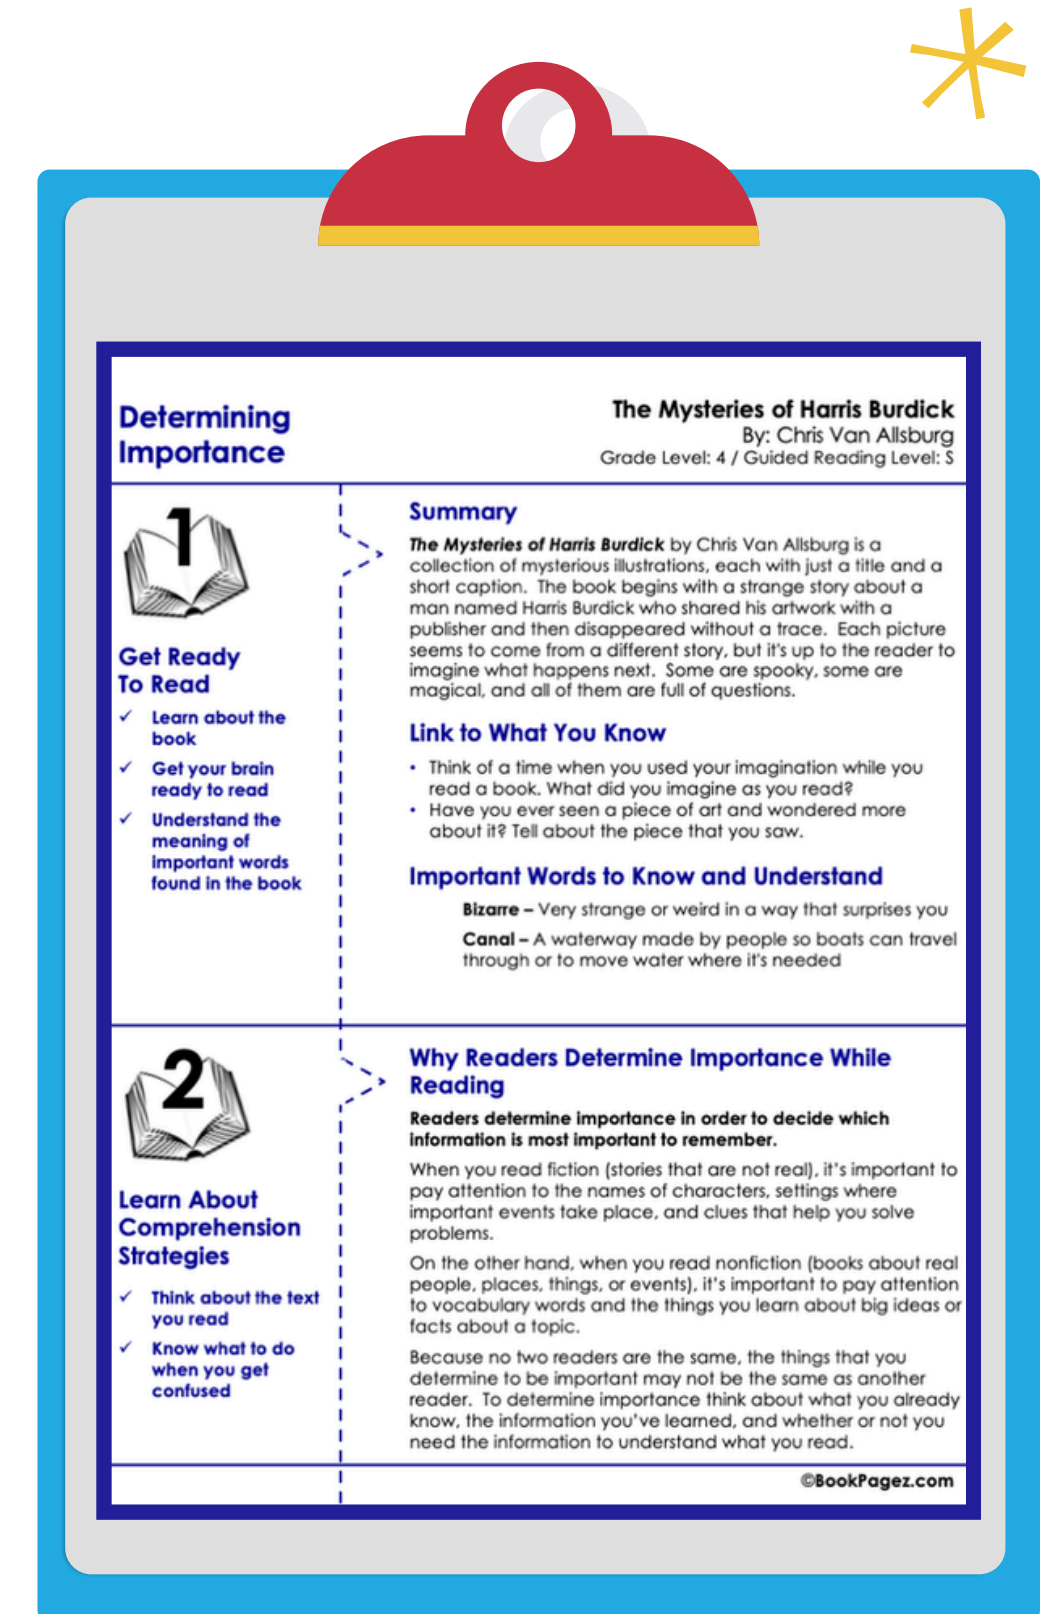 Determining
Importance
The Mysteries of Harris Burdick
By: Chris Van Allsburg
Grade Level: 4 / Guided Reading Level: S
1
Get Ready
To Read
✓ Learn about the
book
✓ Get your brain
ready to read
✓ Understand the
meaning of
important words
found in the book
Summary
The Mysteries of Harris Burdick by Chris Van Allsburg is a
collection of mysterious illustrations, each with just a title and a
short caption. The book begins with a strange story about a
man named Harris Burdick who shared his artwork with a
publisher and then disappeared without a trace. Each picture
seems to come from a different story, but it's up to the reader to
imagine what happens next. Some are spooky, some are
magical, and all of them are full of questions.
Link to What You Know
• Think of a time when you used your imagination while you
read a book. What did you imagine as you read?
• Have you ever seen a piece of art and wondered more
about it? Tell about the piece that you saw.
Important Words to Know and Understand
Bizarre – Very strange or weird in a way that surprises you
Canal – A waterway made by people so boats can travel
through or to move water where it's needed
2
Learn About
Comprehension
Strategies
✓ Think about the text
you read
✓ Know what to do
when you get
confused
Why Readers Determine Importance While
Reading
Readers determine importance in order to decide which
information is most important to remember.
When you read fiction (stories that are not real), it's important to
pay attention to the names of characters, settings where
important events take place, and clues that help you solve
problems.
On the other hand, when you read nonfiction (books about real
people, places, things, or events), it's important to pay attention
to vocabulary words and the things you learn about big ideas or
facts about a topic.
Because no two readers are the same, the things that you
determine to be important may not be the same as another
reader. To determine importance think about what you already
know, the information you've learned, and whether or not you
need the information to understand what you read.
©BookPagez.com